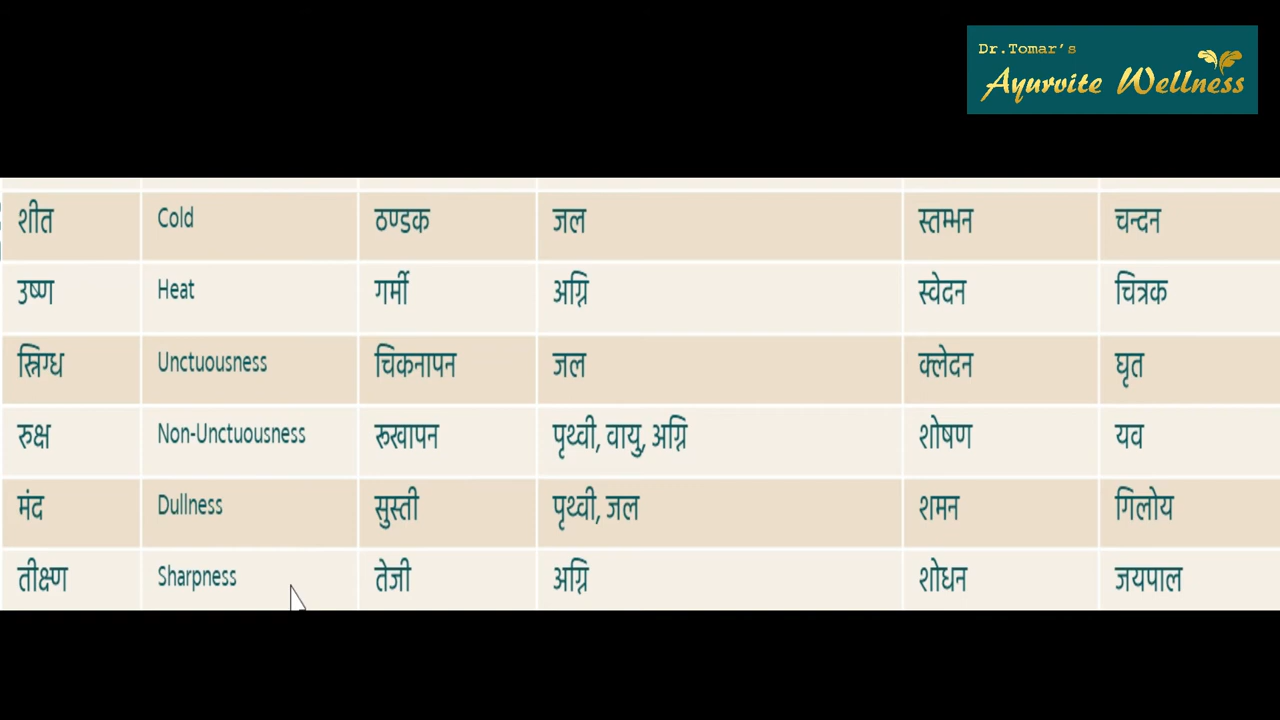 Dr.Tomar's
Ayurvite Wellness
शीत Cold ठण्डक जल स्तम्भन चन्दन
उष्ण Heat गर्मी अग्नि स्वेदन चित्रक
स्निग्ध Unctuousness चिकनापन जल क्लेदन घृत
रुक्ष Non-Unctuousness रूखापन पृथ्वी, वायु, अग्नि शोषण यव
मंद Dullness सुस्ती पृथ्वी, जल शमन गिलोय
तीक्ष्ण Sharpness तेजी अग्नि शोधन जयपाल